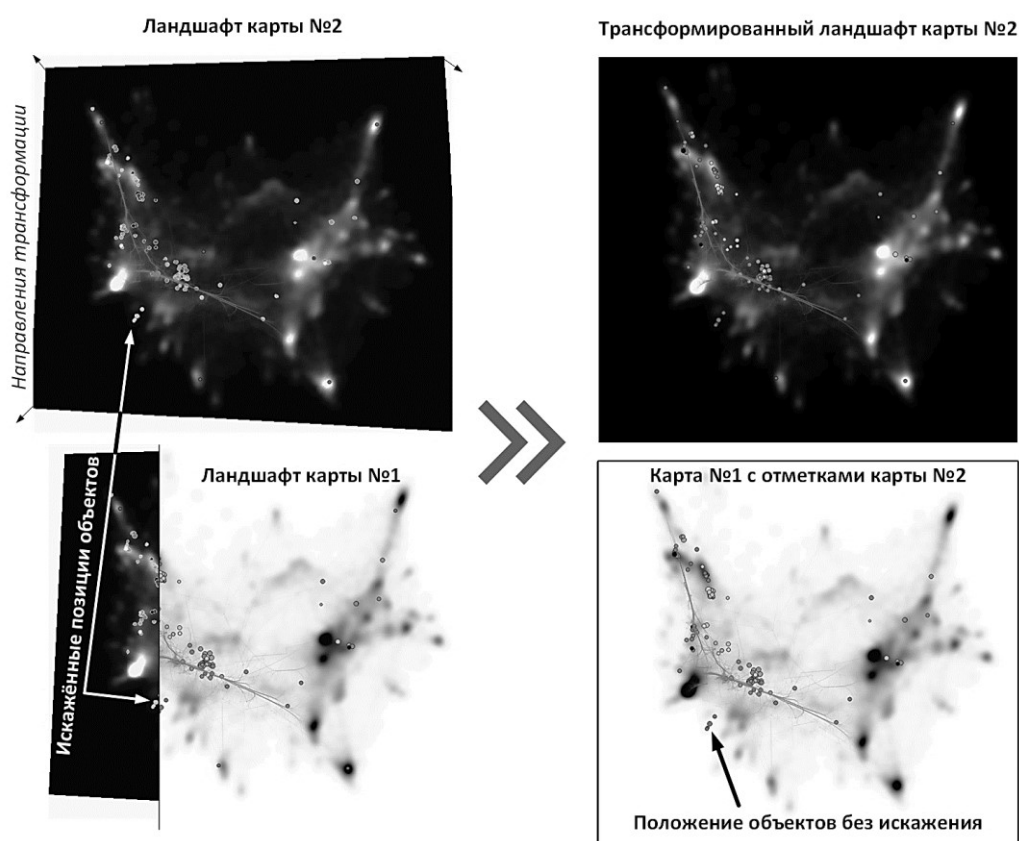 Ландшафт карты №2
Трансформированный ландшафт карты №2
Направления трансформации
Ландшафт карты №1
Карта №1 с отметками карты №2
Искажённые позиции объектов
Положение объектов без искажения